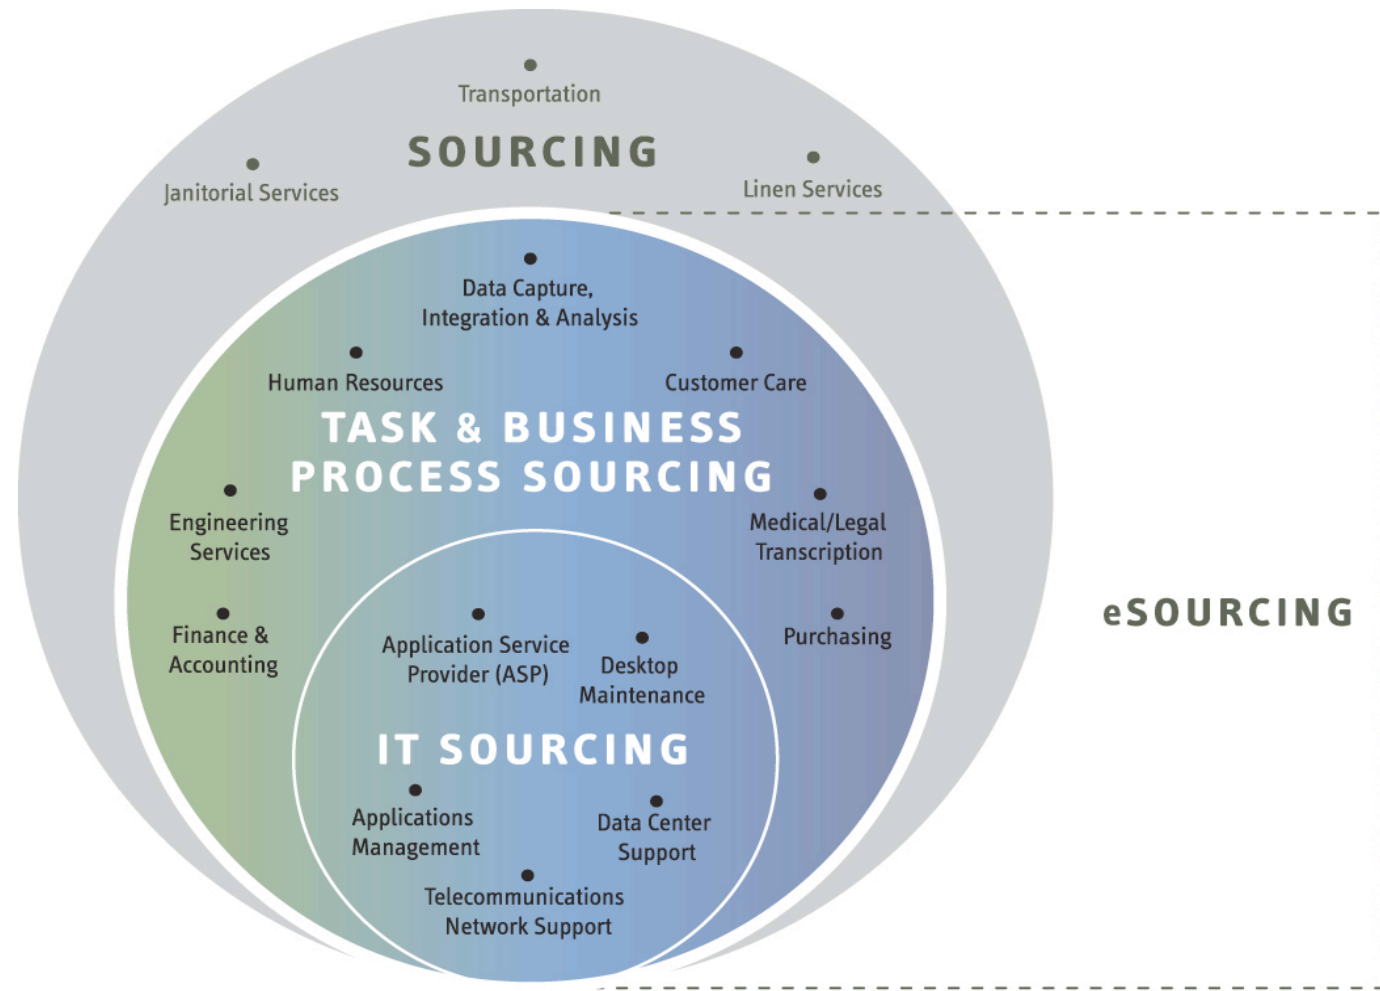 Transportation
SOURCING
Janitorial Services
Linen Services
Data Capture,
Integration & Analysis
Human Resources
Customer Care
TASK & BUSINESS
PROCESS SOURCING
Engineering
Services
Medical/Legal
Transcription
Finance &
Accounting
Application Service
Provider (ASP)
Desktop
Maintenance
Purchasing
eSOURCING
IT SOURCING
Applications
Management
Data Center
Support
Telecommunications
Network Support